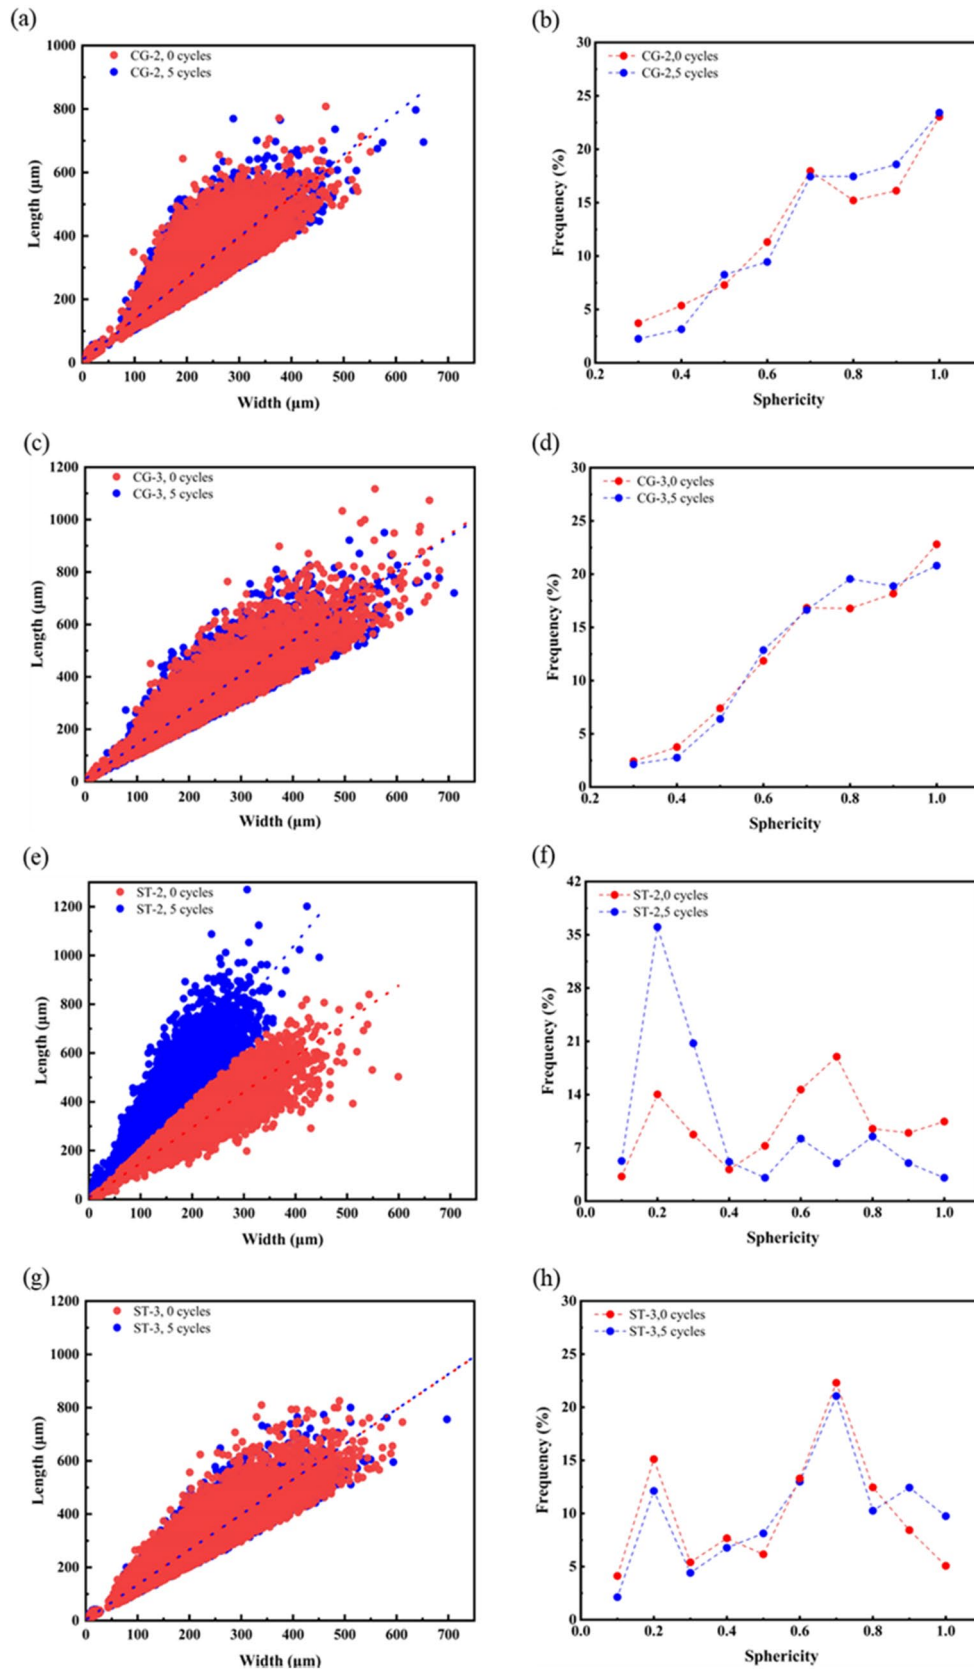 (a)
1000
800
600
400
200
0
Length (μm)
CG-2, 0 cycles
CG-2, 5 cycles
0 100 200 300 400 500 600 700
Width (μm)
(b)
30
25
20
15
10
5
0
Frequency (%)
CG-2,0 cycles
CG-2,5 cycles
0.2 0.4 0.6 0.8 1.0
Sphericity
(c)
1200
1000
800
600
400
200
0
Length (μm)
CG-3, 0 cycles
CG-3, 5 cycles
0 100 200 300 400 500 600 700
Width (μm)
(d)
30
25
20
15
10
5
0
Frequency (%)
CG-3,0 cycles
CG-3,5 cycles
0.2 0.4 0.6 0.8 1.0
Sphericity
(e)
1200
1000
800
600
400
200
0
Length (μm)
ST-2, 0 cycles
ST-2, 5 cycles
0 100 200 300 400 500 600 700
Width (μm)
(f)
42
35
28
21
14
7
0
Frequency (%)
ST-2,0 cycles
ST-2,5 cycles
0.0 0.2 0.4 0.6 0.8 1.0
Sphericity
(g)
1200
1000
800
600
400
200
0
Length (μm)
ST-3, 0 cycles
ST-3, 5 cycles
0 100 200 300 400 500 600 700
Width (μm)
(h)
30
25
20
15
10
5
0
Frequency (%)
ST-3,0 cycles
ST-3,5 cycles
0.0 0.2 0.4 0.6 0.8 1.0
Sphericity